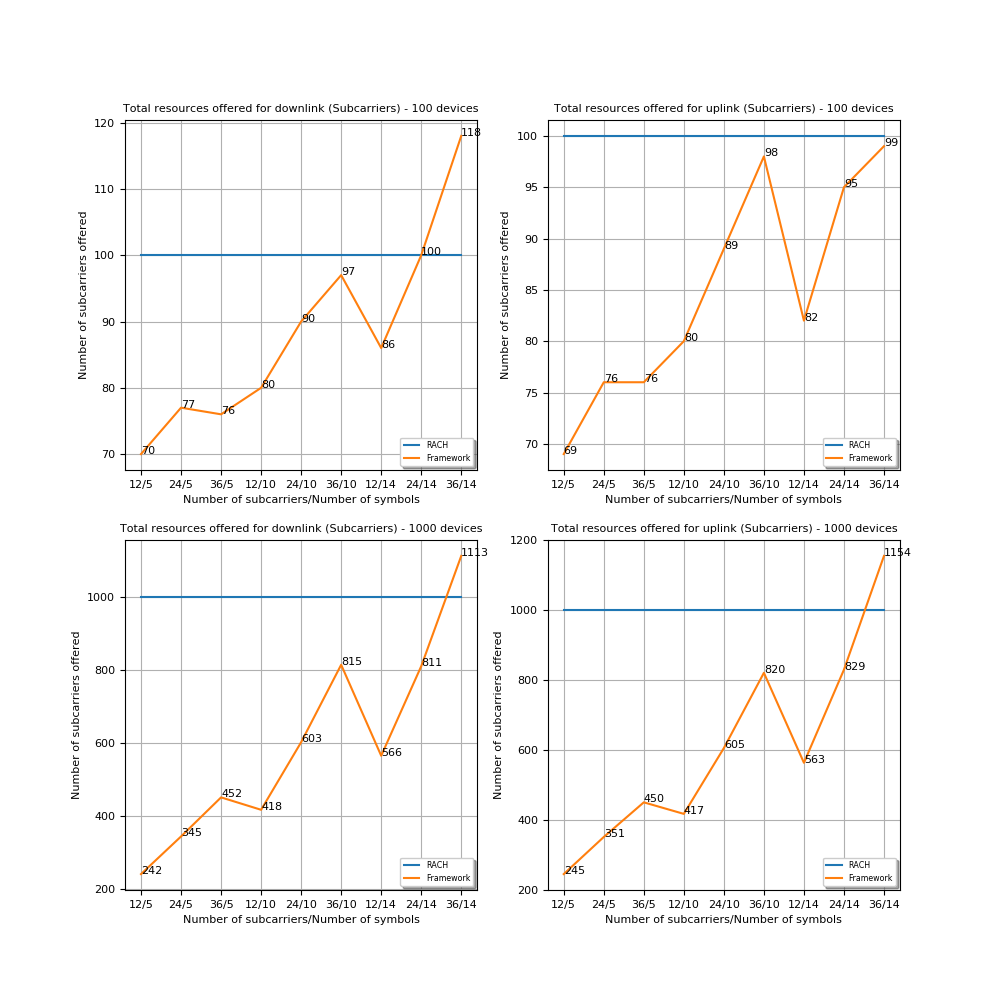 Total resources offered for downlink (Subcarriers) - 100 devices
Number of subcarriers offered
120
110
100
90
80
70
70
77
76
80
90
97
86
100
118
RACH
Framework
12/5 24/5 36/5 12/10 24/10 36/10 12/14 24/14 36/14
Number of subcarriers/Number of symbols
Total resources offered for uplink (Subcarriers) - 100 devices
Number of subcarriers offered
100
95
90
85
80
75
70
69
76
76
80
89
98
82
95
99
RACH
Framework
12/5 24/5 36/5 12/10 24/10 36/10 12/14 24/14 36/14
Number of subcarriers/Number of symbols
Total resources offered for downlink (Subcarriers) - 1000 devices
Number of subcarriers offered
1000
800
600
400
200
242
345
452
418
603
815
566
811
1113
RACH
Framework
12/5 24/5 36/5 12/10 24/10 36/10 12/14 24/14 36/14
Number of subcarriers/Number of symbols
Total resources offered for uplink (Subcarriers) - 1000 devices
Number of subcarriers offered
1200
1000
800
600
400
200
245
351
450
417
605
820
563
829
1154
RACH
Framework
12/5 24/5 36/5 12/10 24/10 36/10 12/14 24/14 36/14
Number of subcarriers/Number of symbols